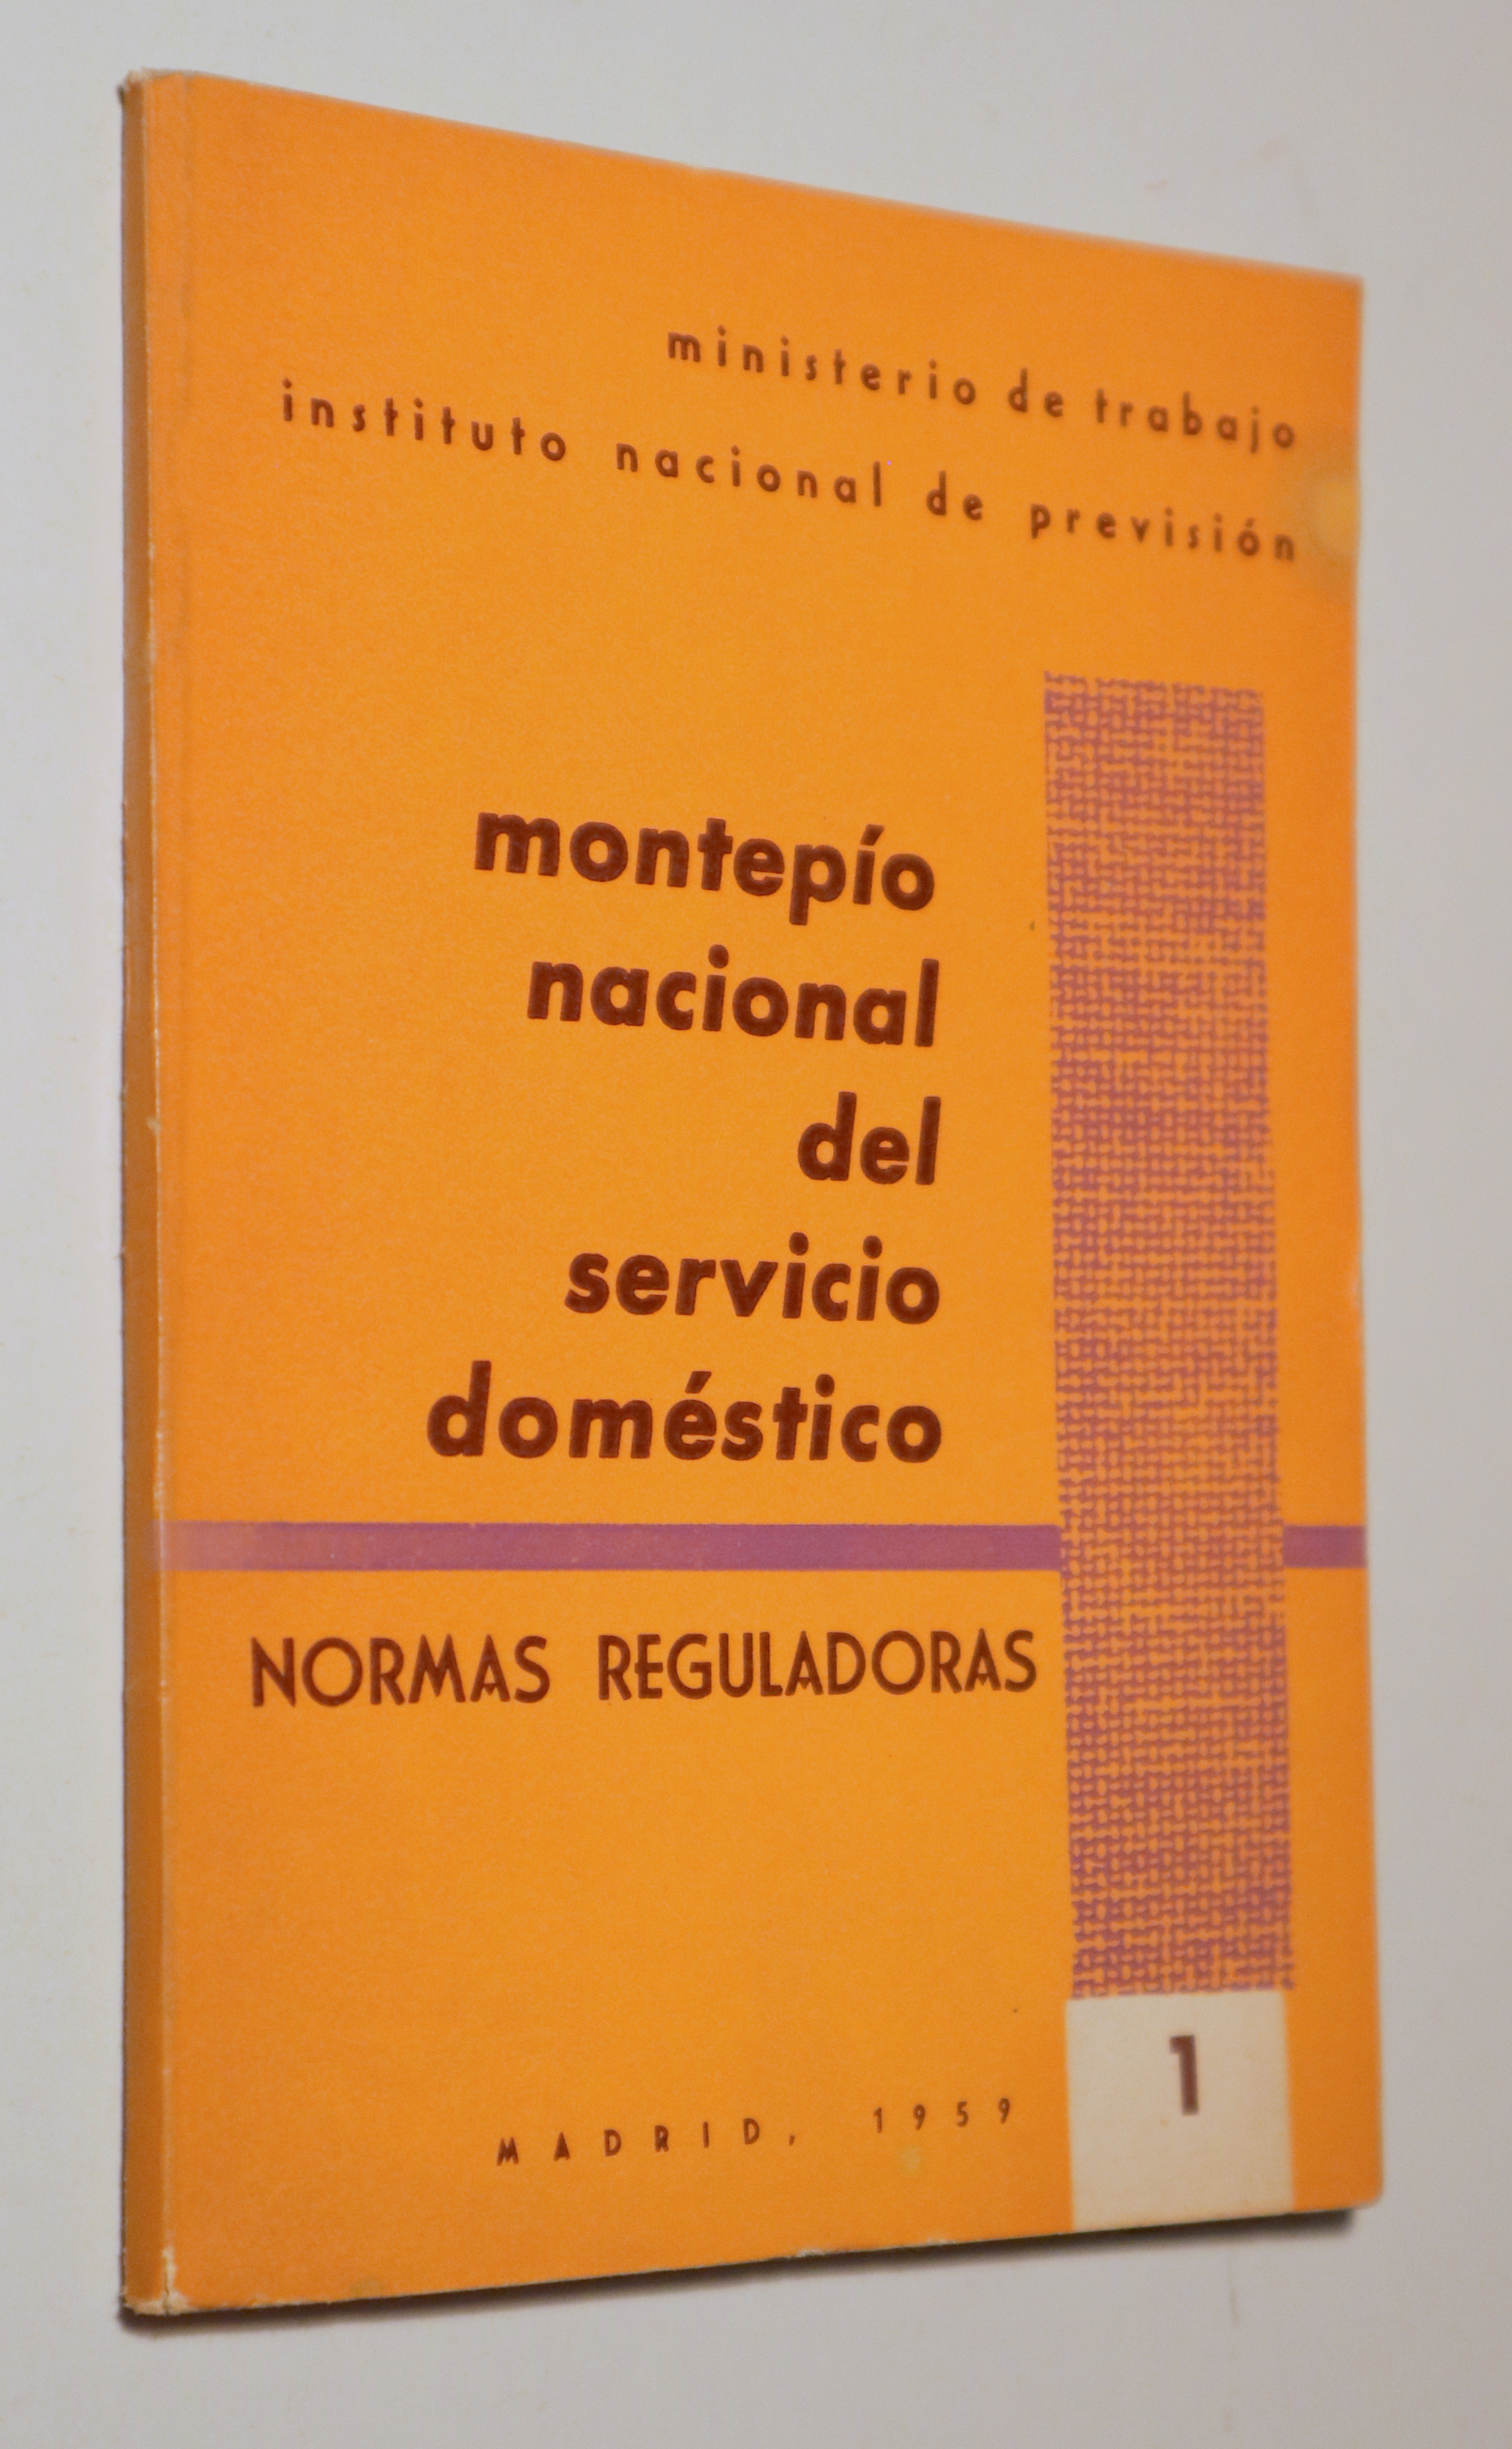 ministerio de trabajo
instituto nacional de previsión
montepío
nacional
del
servicio
doméstico
NORMAS REGULADORAS
1
MADRID, 1959